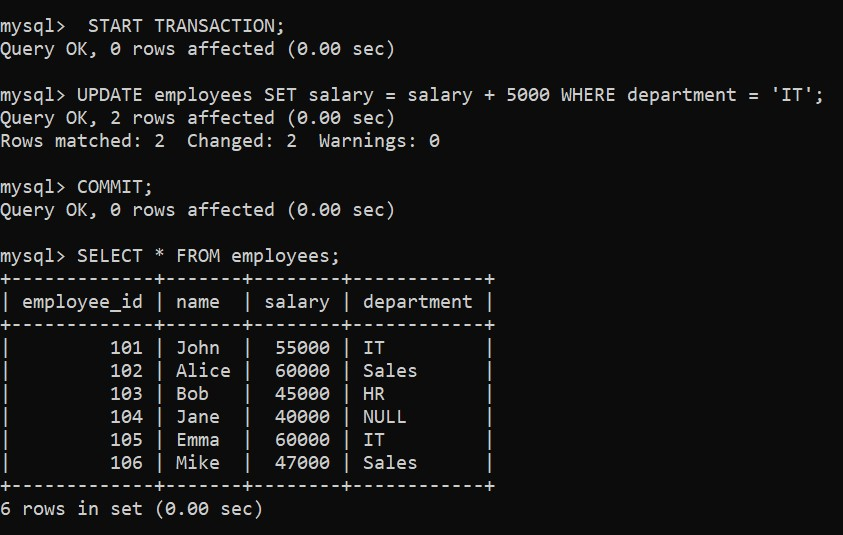 mysql>  START TRANSACTION;
Query OK, 0 rows affected (0.00 sec)
mysql> UPDATE employees SET salary = salary + 5000 WHERE department = 'IT';
Query OK, 2 rows affected (0.00 sec)
Rows matched: 2  Changed: 2  Warnings: 0
mysql> COMMIT;
Query OK, 0 rows affected (0.00 sec)
mysql> SELECT * FROM employees;
+-------------+-------+--------+------------+
| employee_id | name  | salary | department |
+-------------+-------+--------+------------+
|         101 | John  |  55000 | IT         |
|         102 | Alice |  60000 | Sales      |
|         103 | Bob   |  45000 | HR         |
|         104 | Jane  |  40000 | NULL       |
|         105 | Emma  |  60000 | IT         |
|         106 | Mike  |  47000 | Sales      |
+-------------+-------+--------+------------+
6 rows in set (0.00 sec)